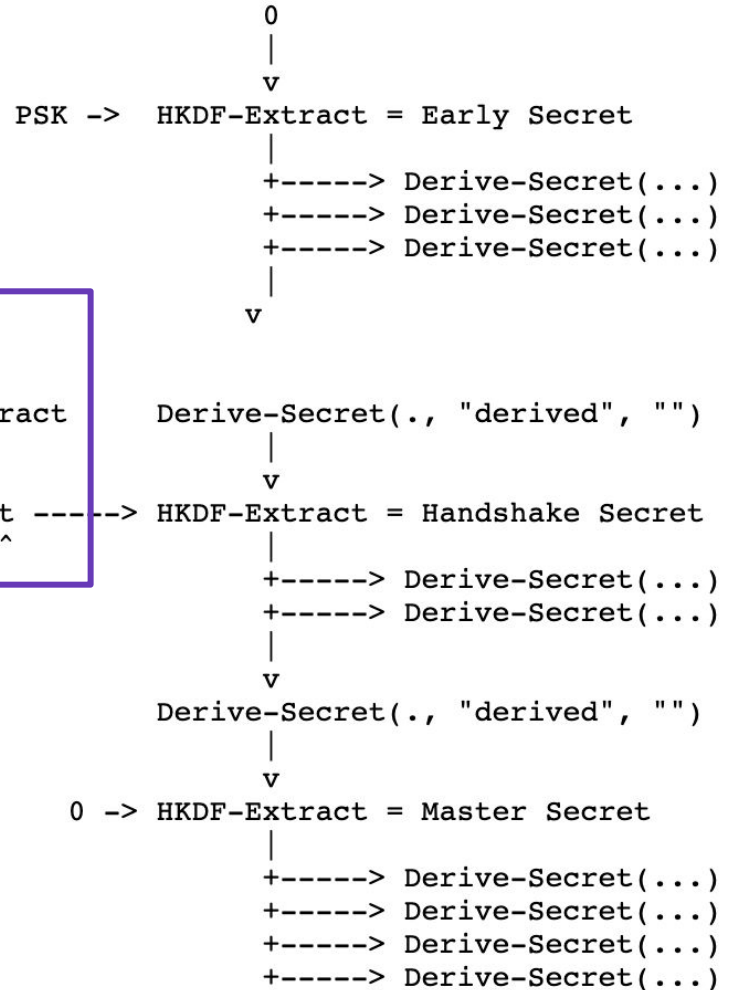 0
|
v
PSK -> HKDF-Extract = Early Secret
|
+-----> Derive-Secret(...)
+-----> Derive-Secret(...)
+-----> Derive-Secret(...)
|
v
ract Derive-Secret(., "derived", "")
|
v
t -----> HKDF-Extract = Handshake Secret
^ |
+-----> Derive-Secret(...)
+-----> Derive-Secret(...)
|
v
Derive-Secret(., "derived", "")
|
v
0 -> HKDF-Extract = Master Secret
|
+-----> Derive-Secret(...)
+-----> Derive-Secret(...)
+-----> Derive-Secret(...)
+-----> Derive-Secret(...)